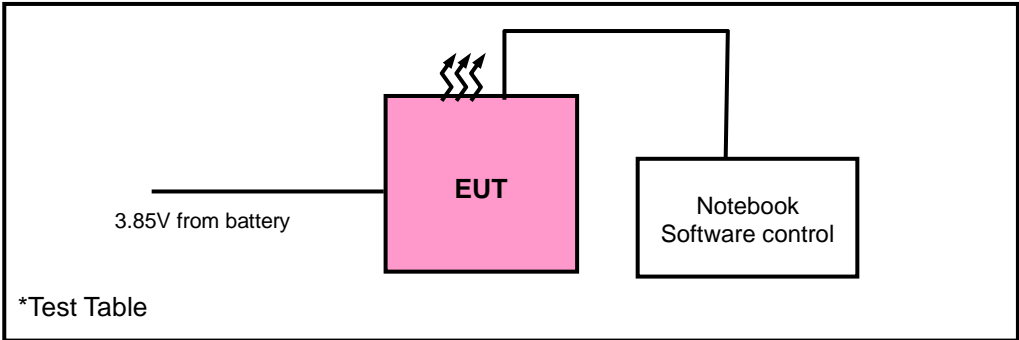 EUT
3.85V from battery
Notebook
Software control
*Test Table